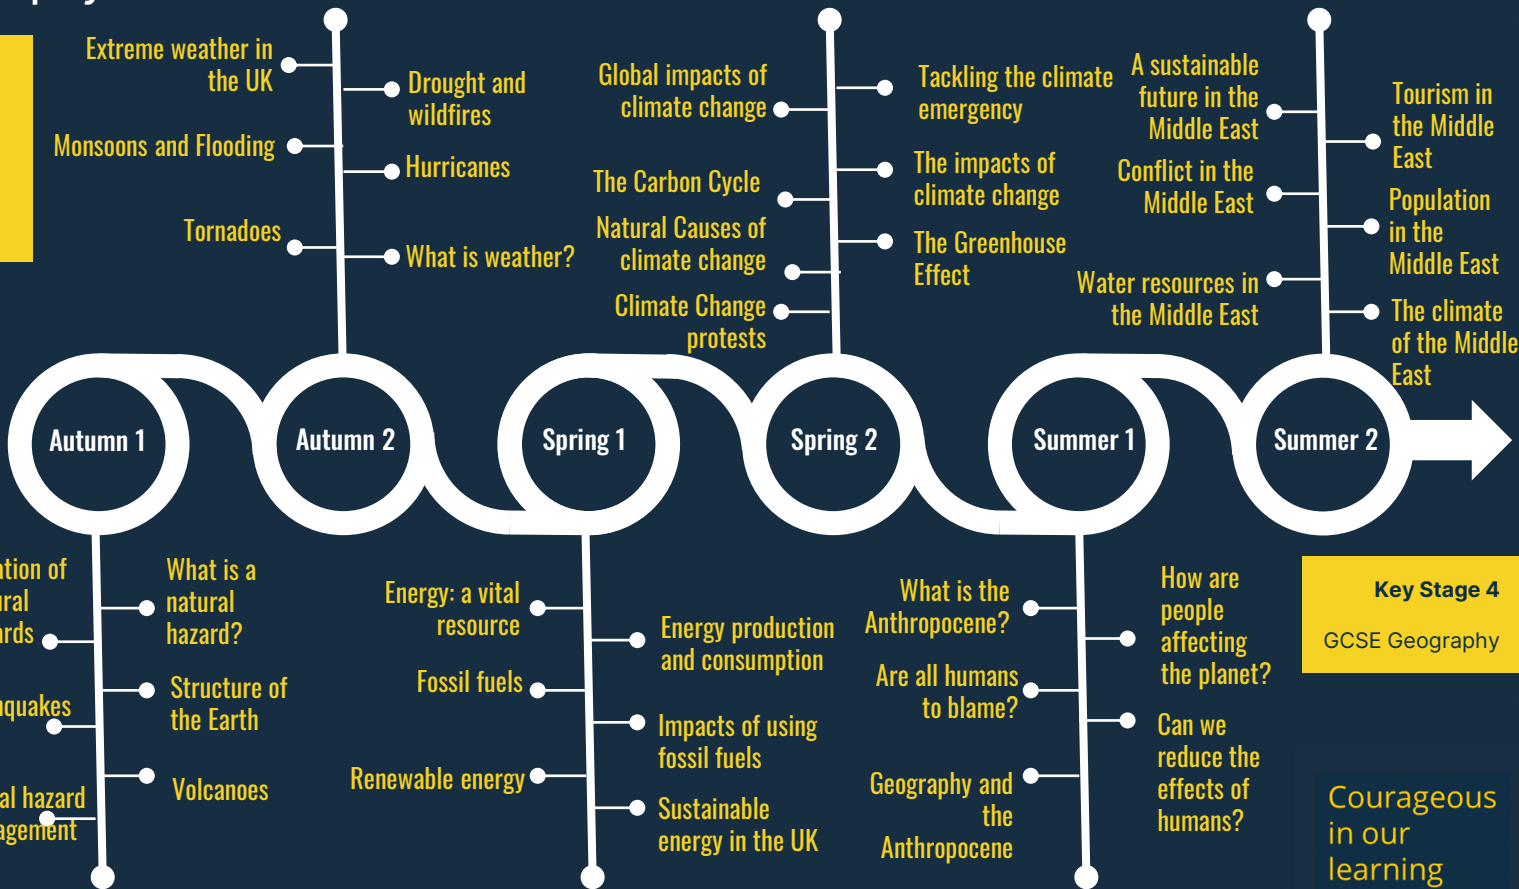 Extreme weather in
the UK
Drought and
wildfires
Monsoons and Flooding
Hurricanes
Tornadoes
What is weather?
Global impacts of
climate change
Tackling the climate
emergency
The Carbon Cycle
The impacts of
climate change
Natural Causes of
climate change
The Greenhouse
Effect
Climate Change
protests
A sustainable
future in the
Middle East
Tourism in
the Middle
East
Conflict in the
Middle East
Population
in the
Middle East
Water resources in
the Middle East
The climate
of the Middle
East
Autumn 1
Autumn 2
Spring 1
Spring 2
Summer 1
Summer 2
What is a
natural
hazard?
Structure of
the Earth
Volcanoes
hazard
Energy: a vital
resource
Energy production
and consumption
Fossil fuels
Impacts of using
fossil fuels
Renewable energy
Sustainable
energy in the UK
What is the
Anthropocene?
How are
people
affecting
the planet?
Are all humans
to blame?
Can we
reduce the
effects of
humans?
Geography and
the
Anthropocene
Key Stage 4
GCSE Geography
Courageous
in our
learning